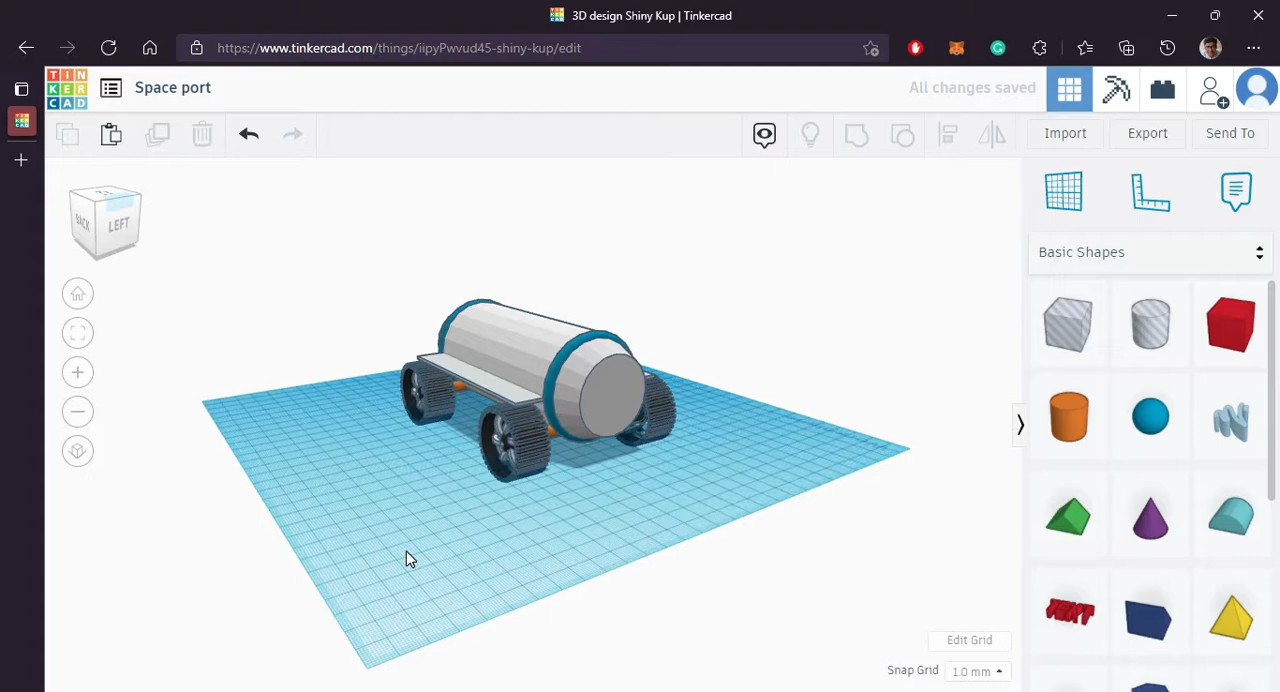 3D design Shiny Kup | Tinkercad
https://www.tinkercad.com/things/iipyPwvud45-shiny-kup/edit
TIN
KER
CAD
Space port
All changes saved
Import
Export
Send To
BACK
LEFT
Basic Shapes
TEXT
Edit Grid
Snap Grid
1.0 mm